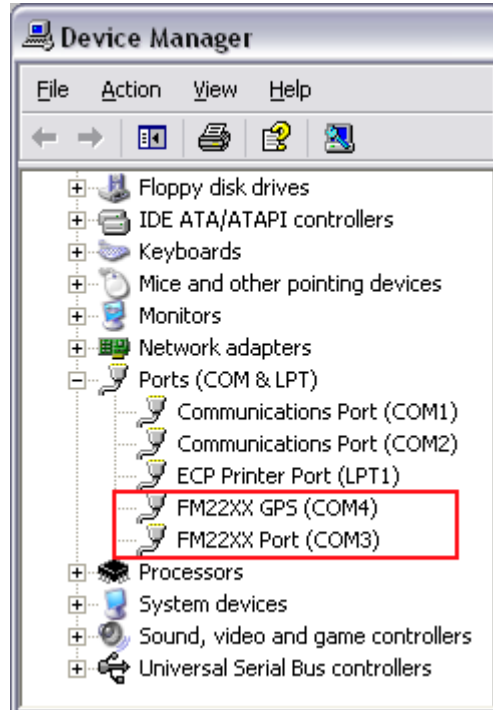 Device Manager
File Action View Help
Floppy disk drives
IDE ATA/ATAPI controllers
Keyboards
Mice and other pointing devices
Monitors
Network adapters
Ports (COM & LPT)
Communications Port (COM1)
Communications Port (COM2)
ECP Printer Port (LPT1)
FM22XX GPS (COM4)
FM22XX Port (COM3)
Processors
System devices
Sound, video and game controllers
Universal Serial Bus controllers